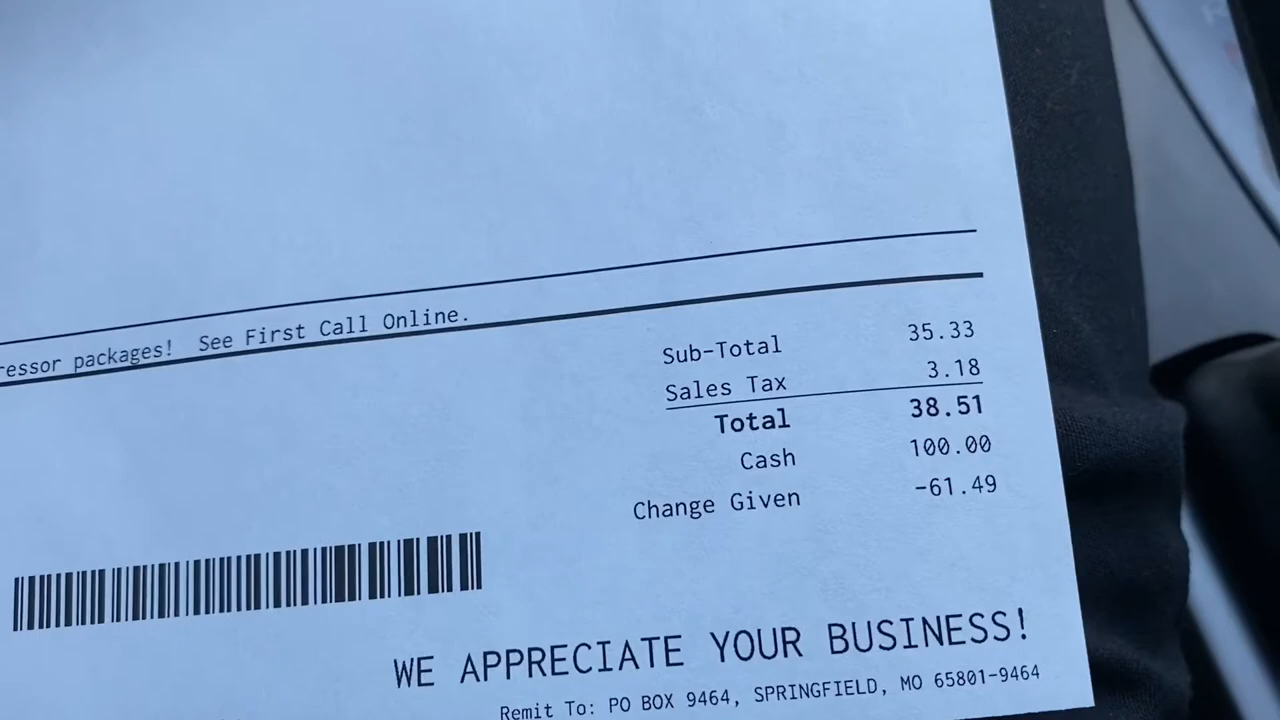 ressor packages!  See First Call Online.
Sub-Total 35.33
Sales Tax 3.18
Total 38.51
Cash 100.00
Change Given -61.49
WE APPRECIATE YOUR BUSINESS!
Remit To: PO BOX 9464, SPRINGFIELD, MO 65801-9464